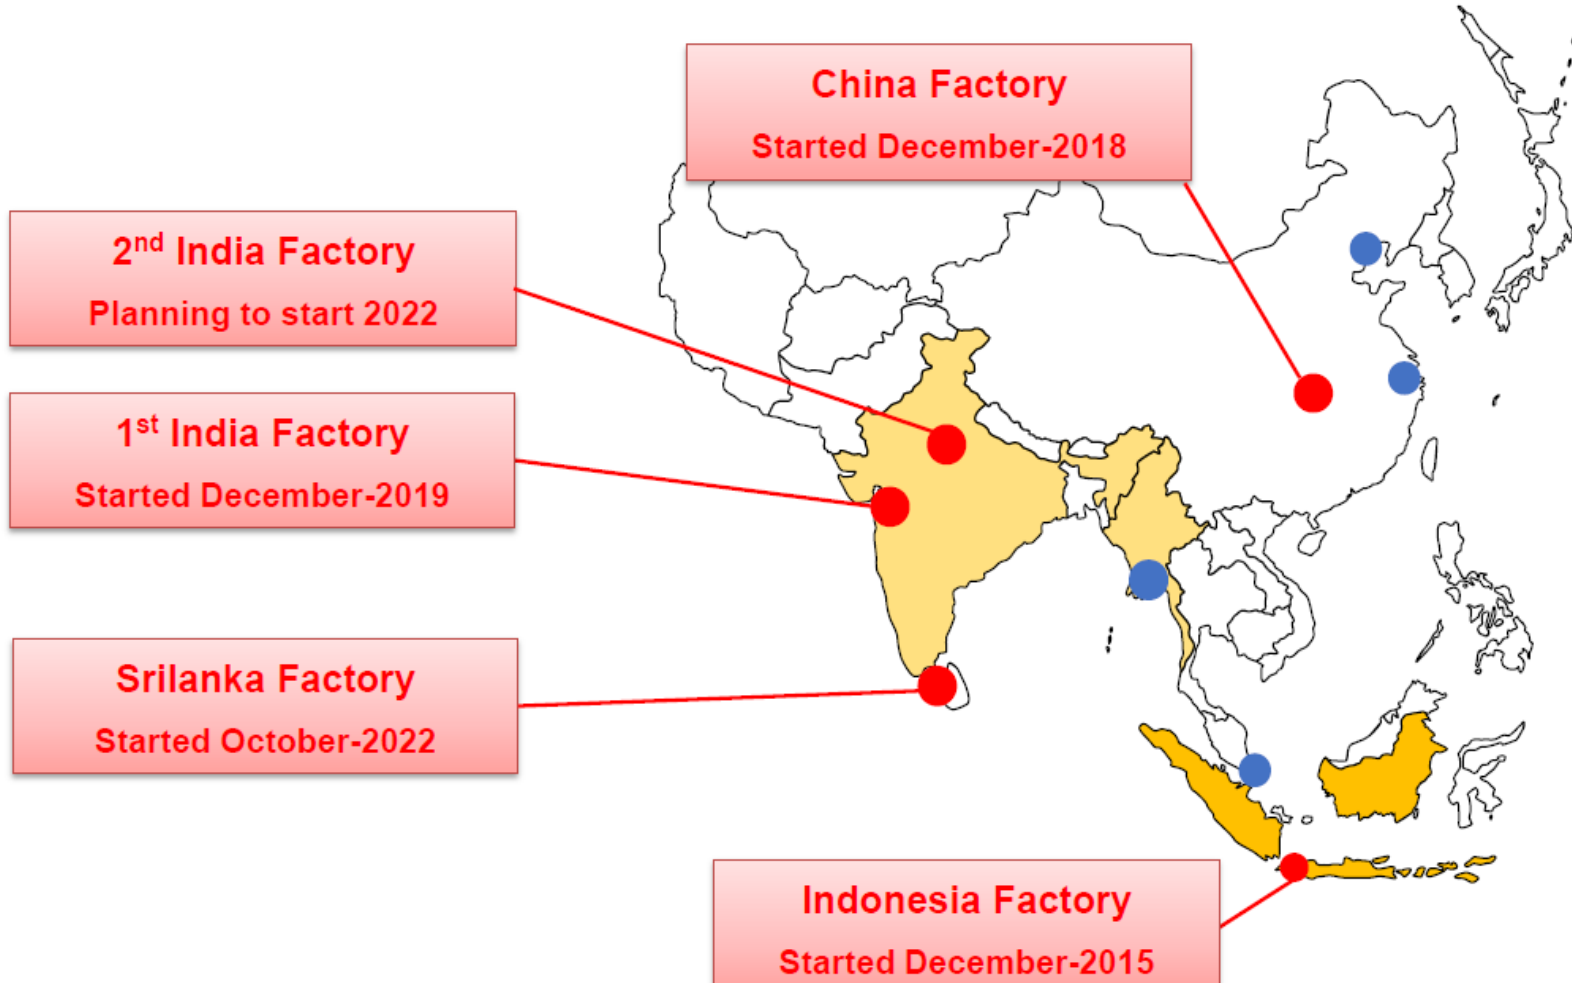 China Factory
Started December-2018
2nd India Factory
Planning to start 2022
1st India Factory
Started December-2019
Srilanka Factory
Started October-2022
Indonesia Factory
Started December-2015